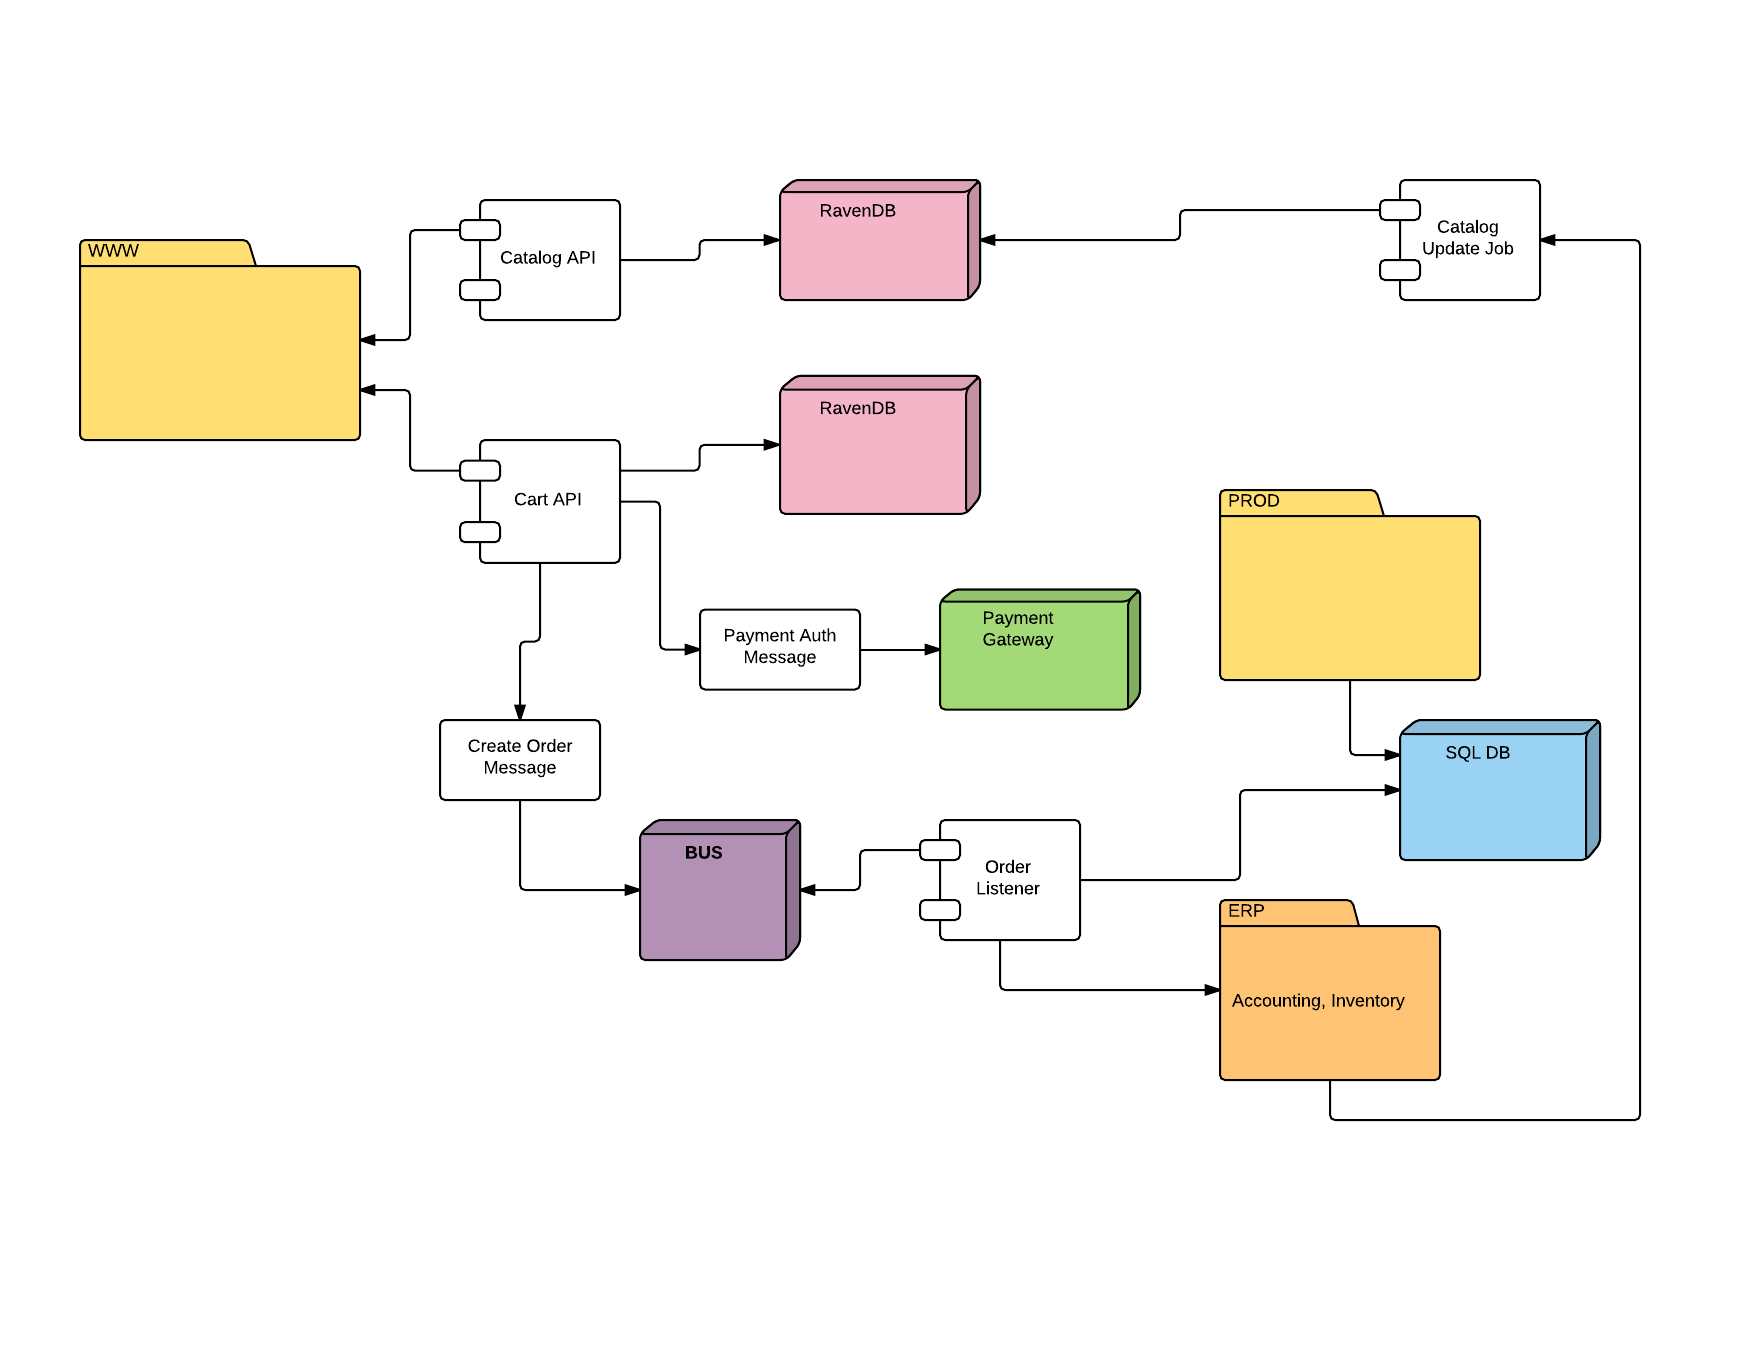 WWW
Catalog API
RavenDB
Catalog
Update Job
RavenDB
Cart API
PROD
Payment Auth
Message
Payment
Gateway
Create Order
Message
SQL DB
BUS
Order
Listener
ERP
Accounting, Inventory